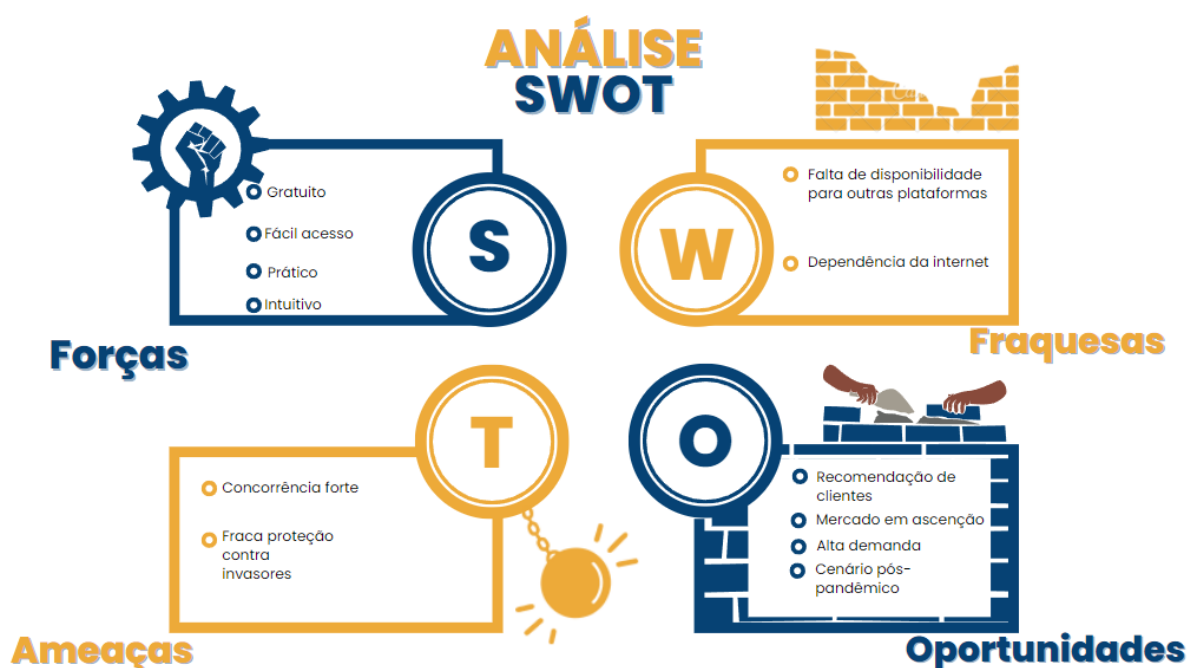 ANÁLISE
SWOT
Gratuito
Fácil acesso
Prático
Intuitivo
S
Forças
W
Falta de disponibilidade
para outras plataformas
Dependência da internet
Fraquesas
T
Concorrência forte
Fraca proteção
contra
invasores
Ameaças
O
Recomendação de
clientes
Mercado em ascenção
Alta demanda
Cenário pós-
pandêmico
Oportunidades